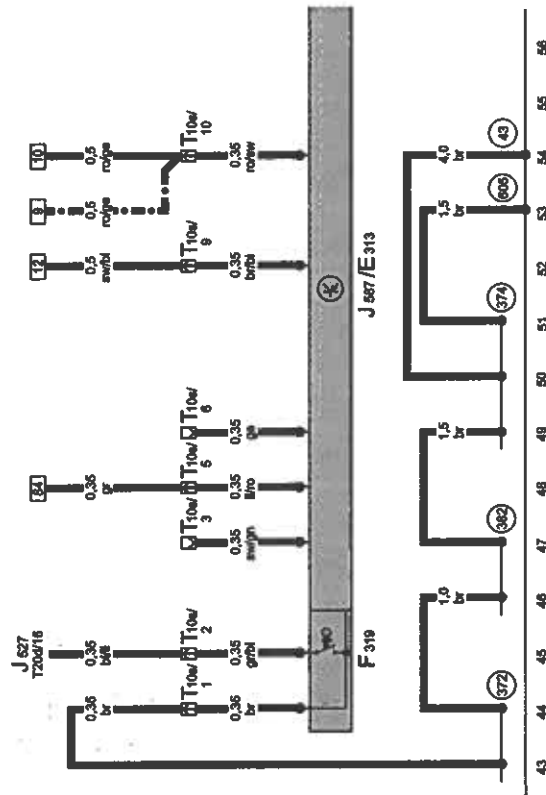 J 527
T20d/16
84
12
9
10
0,35
br
0,35
bl/li
0,35
gr
0,5
sw/bl
0,5
ro/ge
0,5
ro/ge
T10e/
1
T10e/
2
T10e/
3
T10e/
5
T10e/
6
T10e/
9
T10e/
10
0,35
br
0,35
gr/bl
0,35
sw/gn
0,35
li/ro
0,35
ge
0,35
br/bl
0,35
ro/sw
F 319
J 587 /E 313
1,0
br
1,5
br
1,5
br
4,0
br
372
382
374
605
43
43 44 45 46 47 48 49 50 51 52 53 54 55 56